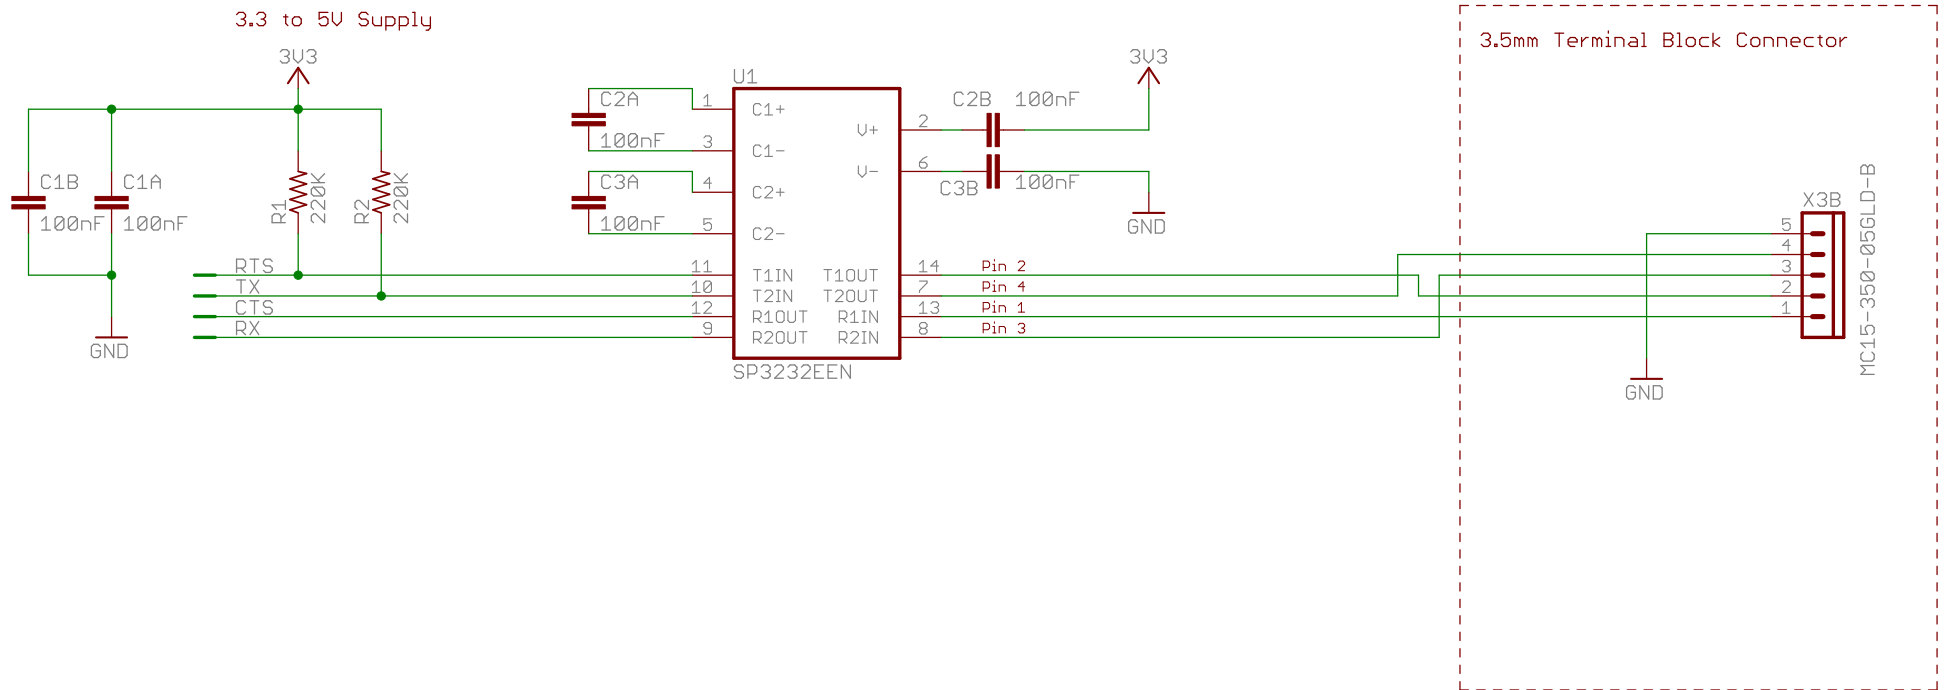 3.3 to 5V Supply
3V3
C1B
100nF
C1A
100nF
GND
R1
220K
R2
220K
RTS
TX
CTS
RX
C2A
100nF
C3A
100nF
U1
1
3
4
5
11
10
12
9
C1+
C1-
C2+
C2-
T1IN
T2IN
R1OUT
R2OUT
V+
V-
T1OUT
T2OUT
R1IN
R2IN
2
6
14
7
13
8
SP3232EEN
C2B
100nF
C3B
100nF
3V3
GND
Pin 2
Pin 4
Pin 1
Pin 3
3.5mm Terminal Block Connector
X3B
5
4
3
2
1
MC15-350-05GLD-B
GND